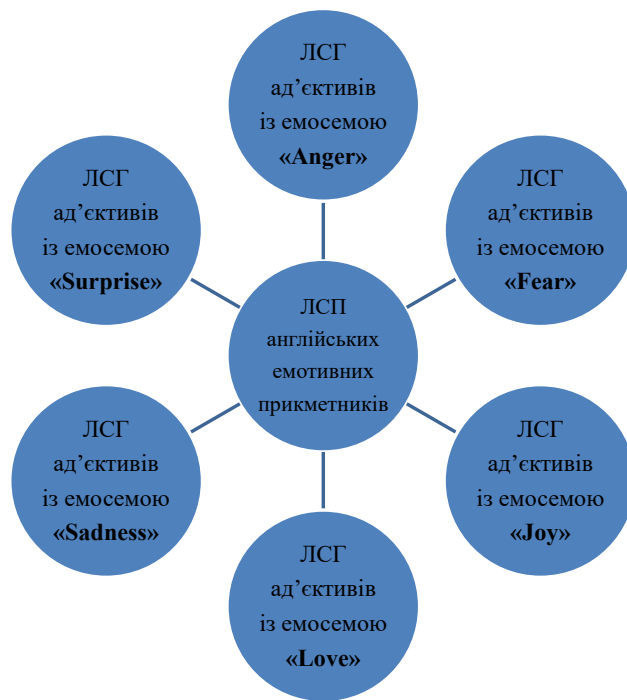 ЛСГ
ад’єктивів
із емосемою
«Anger»
ЛСГ
ад’єктивів
із емосемою
«Surprise»
ЛСГ
ад’єктивів
із емосемою
«Fear»
ЛСП
англійських
емотивних
прикметників
ЛСГ
ад’єктивів
із емосемою
«Sadness»
ЛСГ
ад’єктивів
із емосемою
«Joy»
ЛСГ
ад’єктивів
із емосемою
«Love»